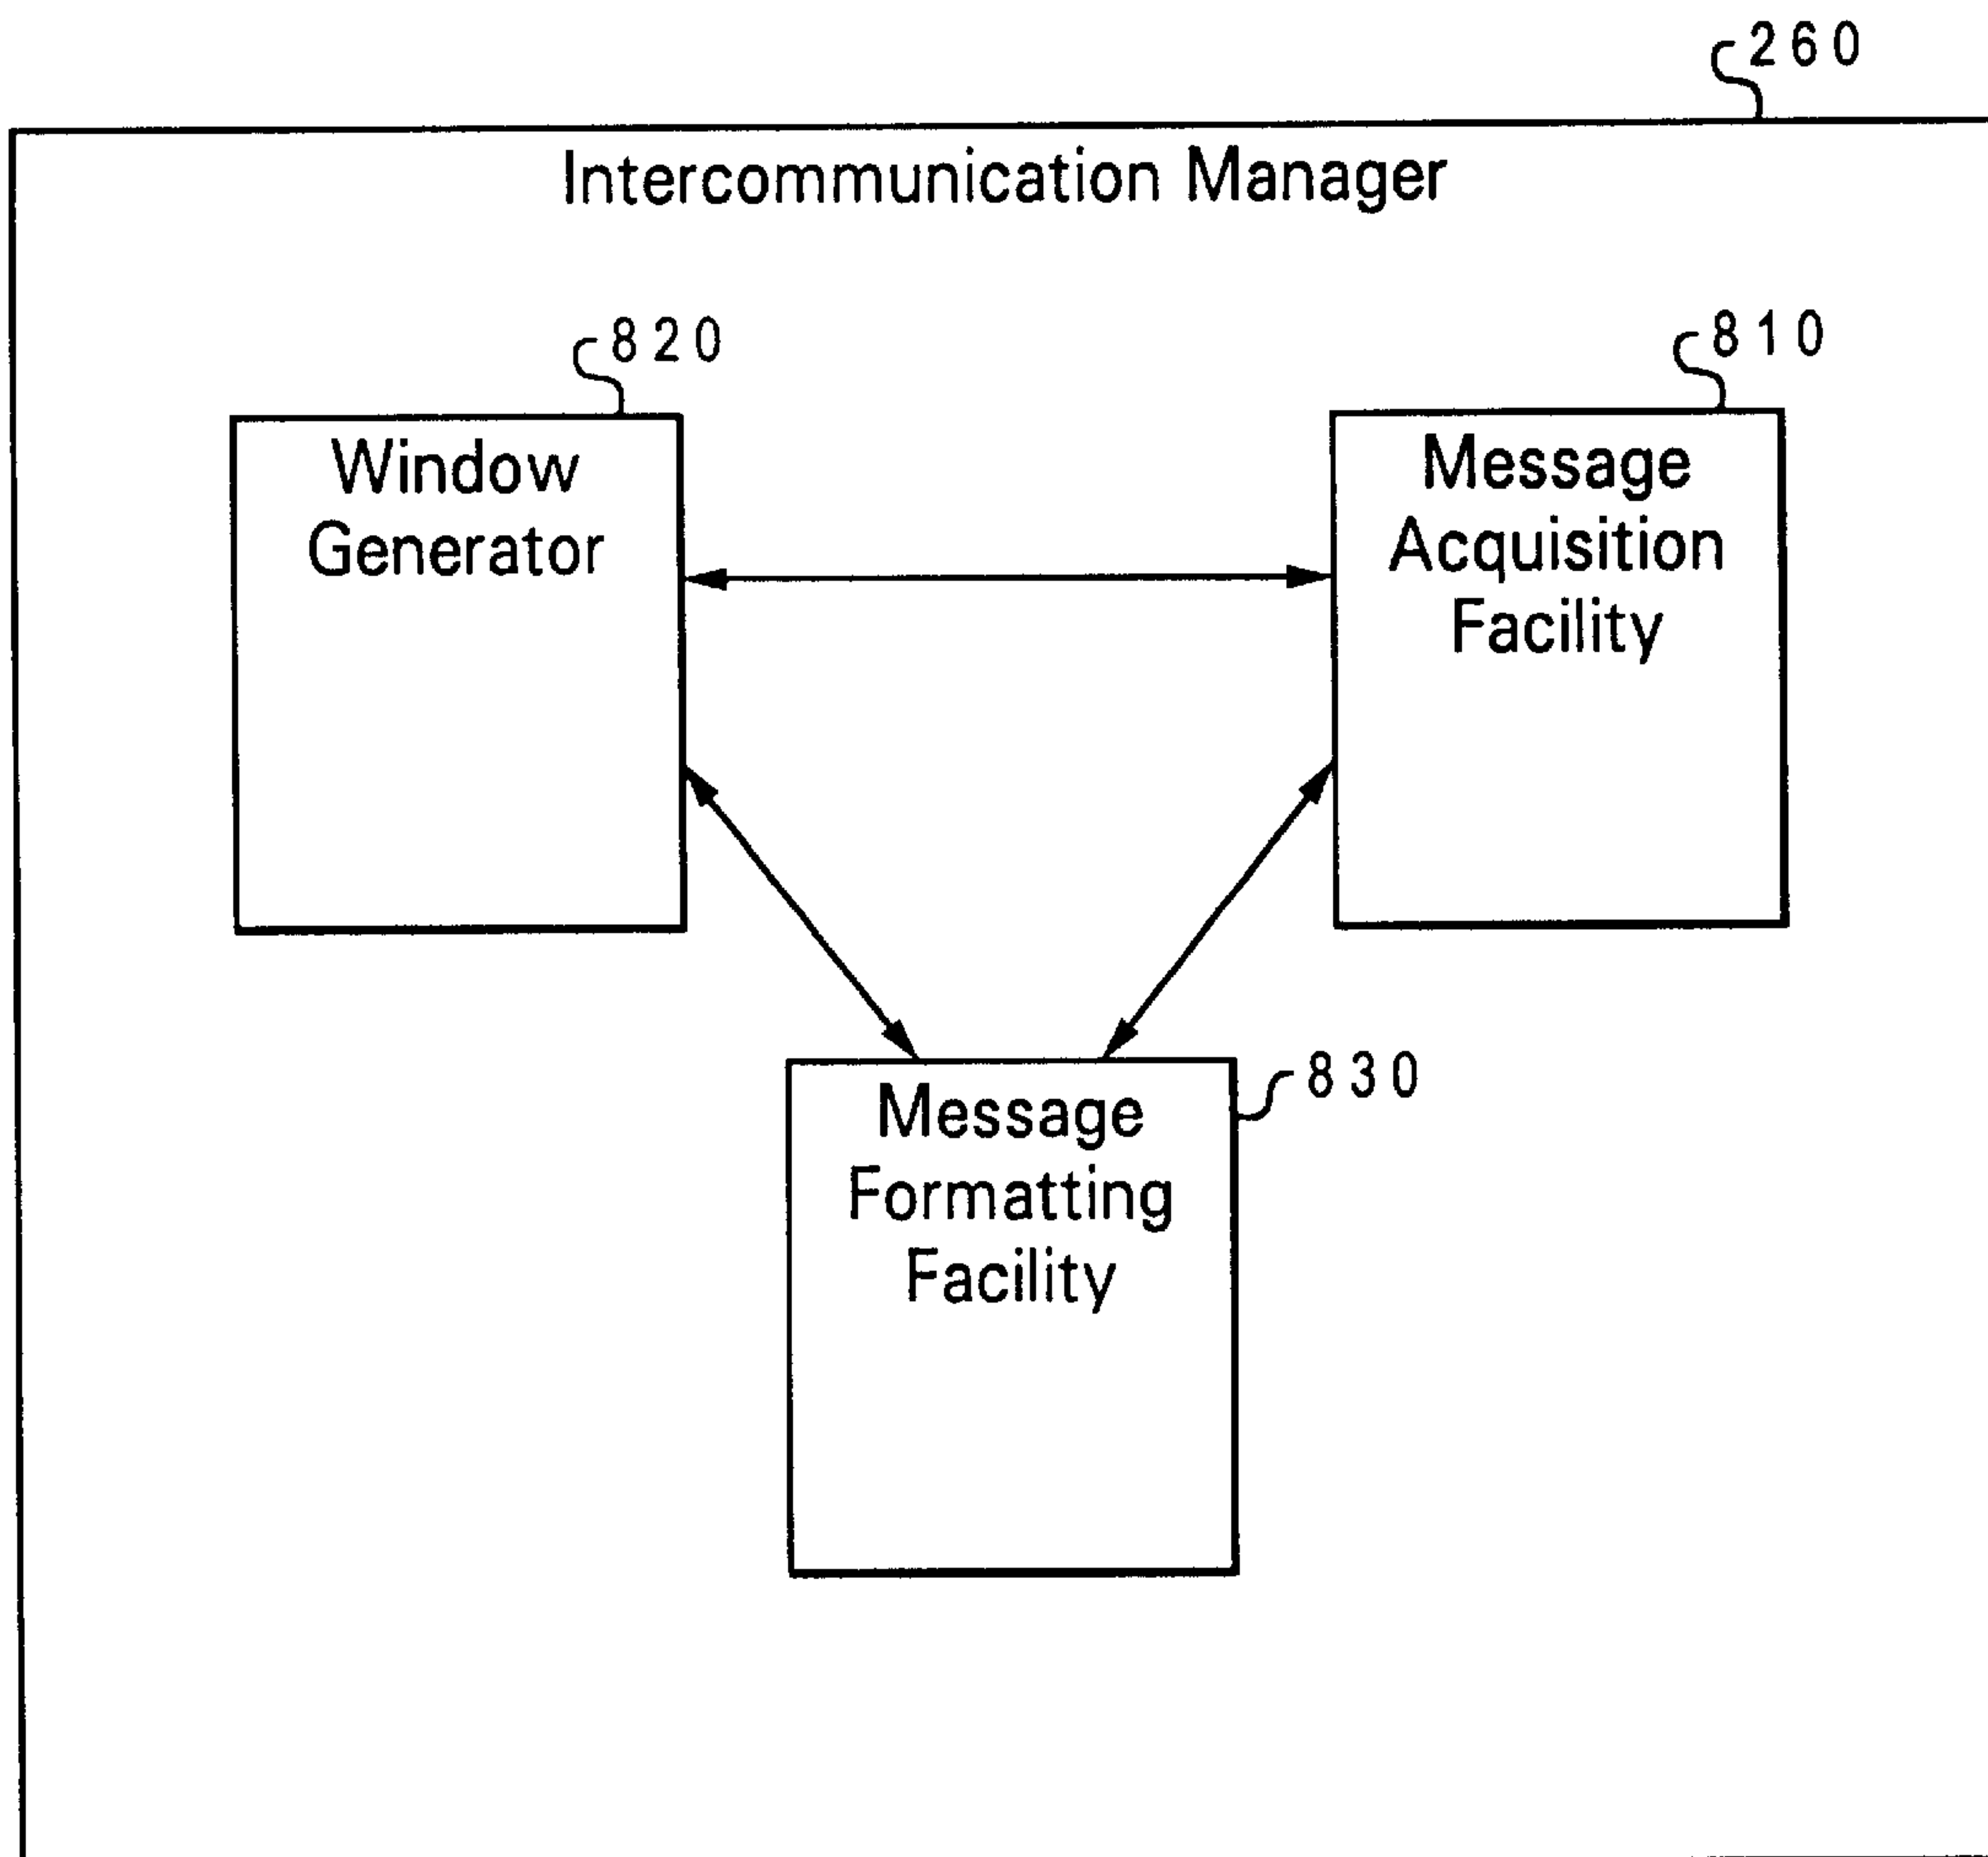 260
Intercommunication Manager
820
810
Window
Generator
Message
Acquisition
Facility
830
Message
Formatting
Facility